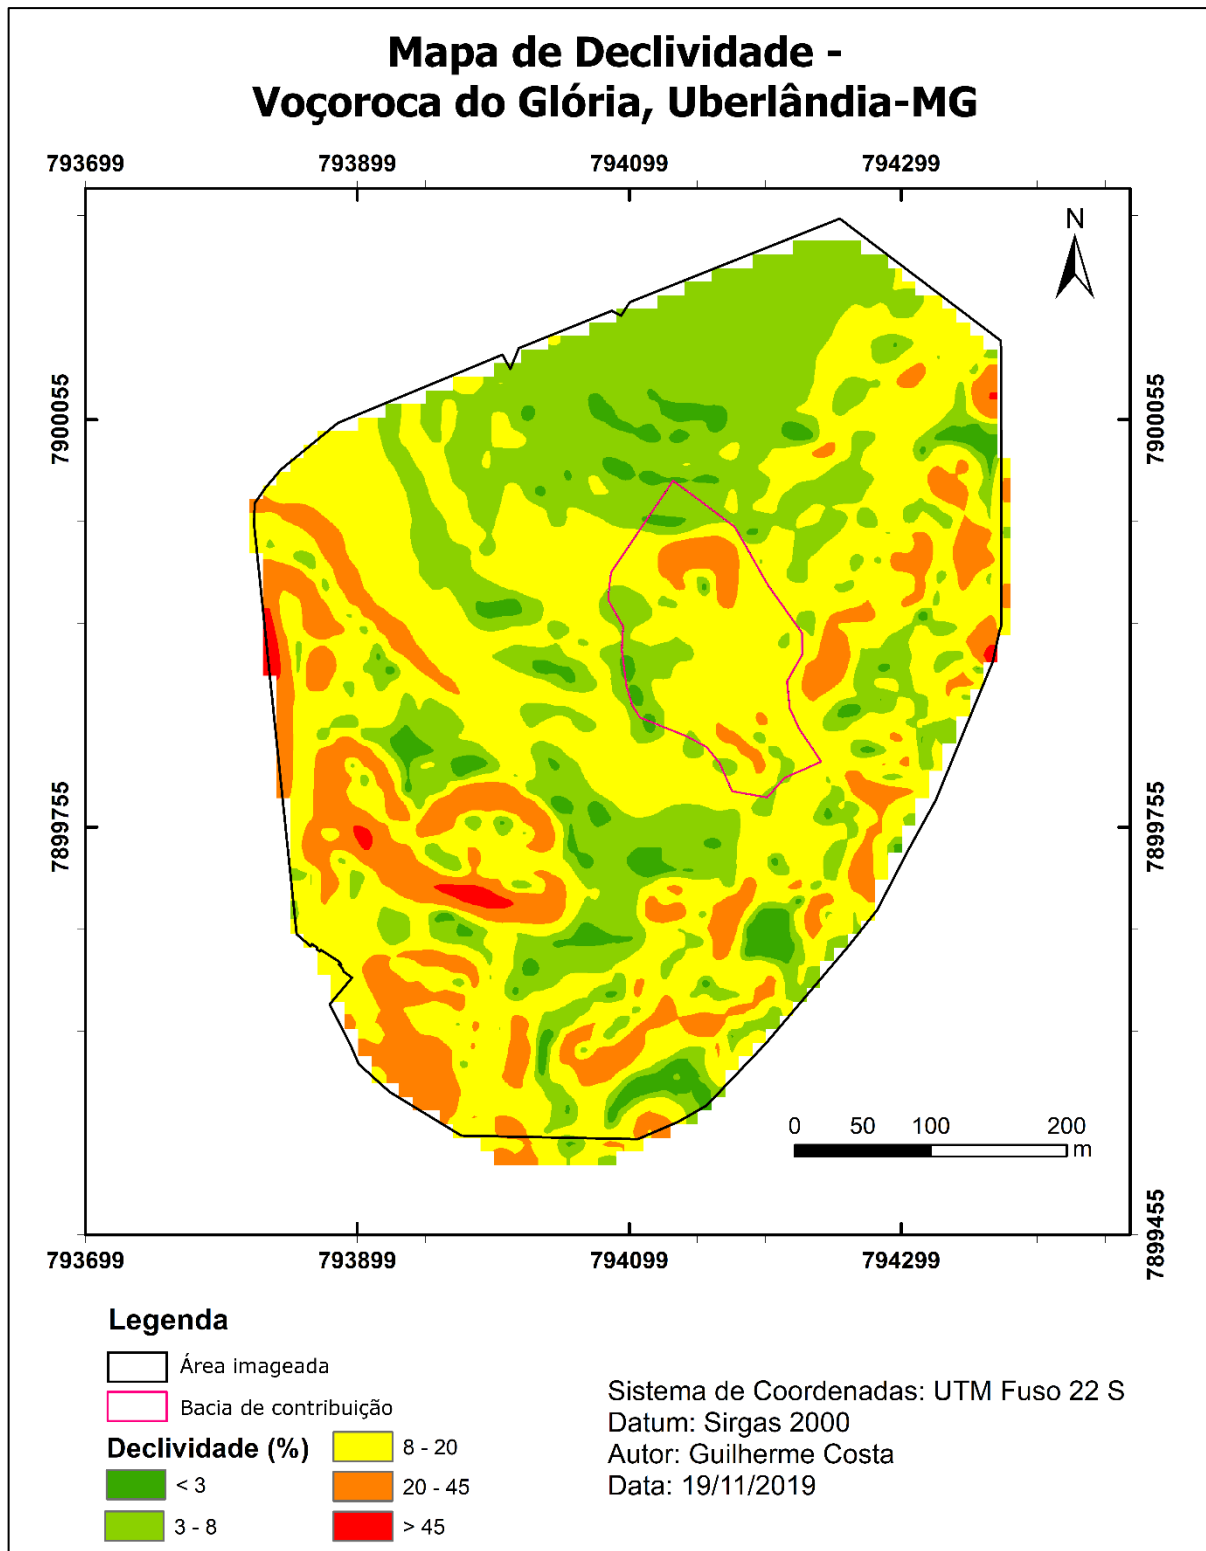 Mapa de Declividade -
Voçoroca do Glória, Uberlândia-MG
793699 793899 794099 794299
N
7900055 7900055
7899755 7899755
0 50 100 200
m
7899455
793699 793899 794099 794299
Legenda
Área imageada
Bacia de contribuição
Declividade (%)
< 3
3 - 8
8 - 20
20 - 45
> 45
Sistema de Coordenadas: UTM Fuso 22 S
Datum: Sirgas 2000
Autor: Guilherme Costa
Data: 19/11/2019